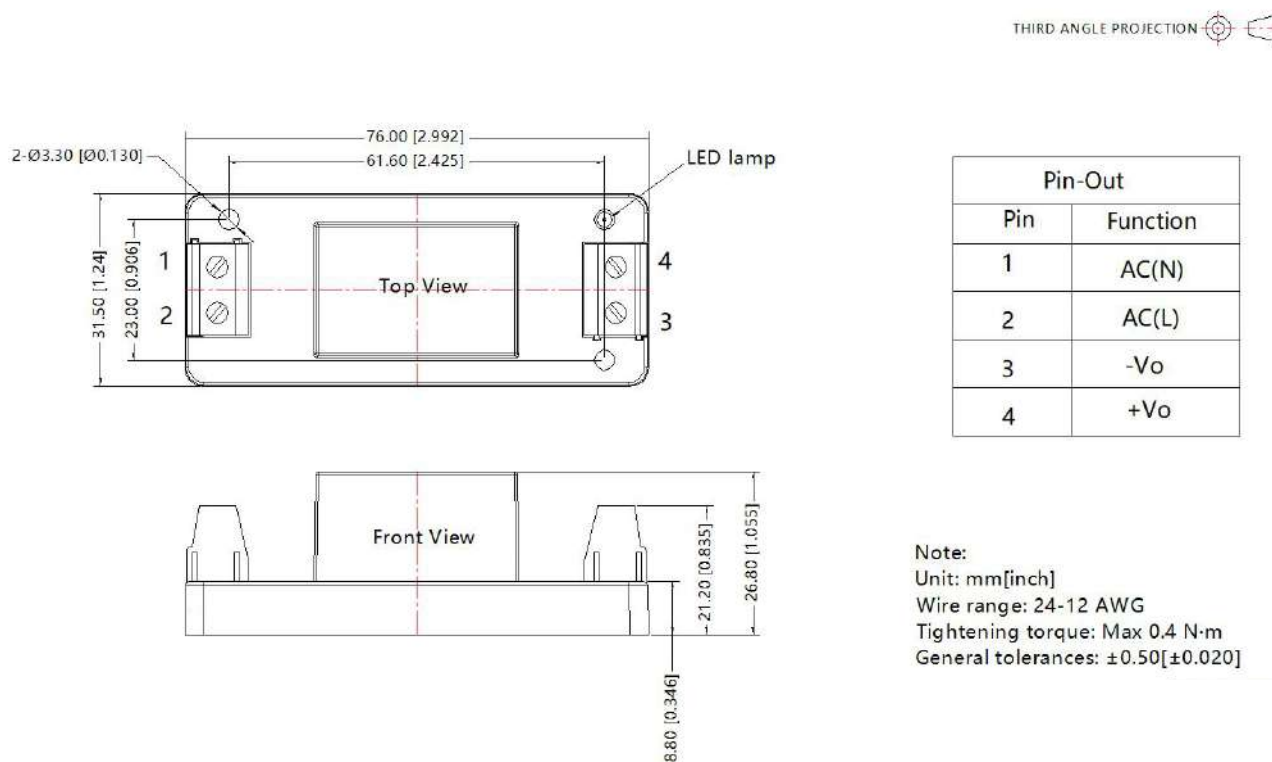 THIRD ANGLE PROJECTION
76.00 [2.992]
2-Ø3.30 [Ø0.130]
61.60 [2.425]
LED lamp
31.50 [1.24]
23.00 [0.906]
1
2
Top View
4
3
Pin-Out
Pin Function
1 AC(N)
2 AC(L)
3 -Vo
4 +Vo
Front View
21.20 [0.835]
26.80 [1.055]
8.80 [0.346]
Note:
Unit: mm[inch]
Wire range: 24-12 AWG
Tightening torque: Max 0.4 N·m
General tolerances: ±0.50[±0.020]